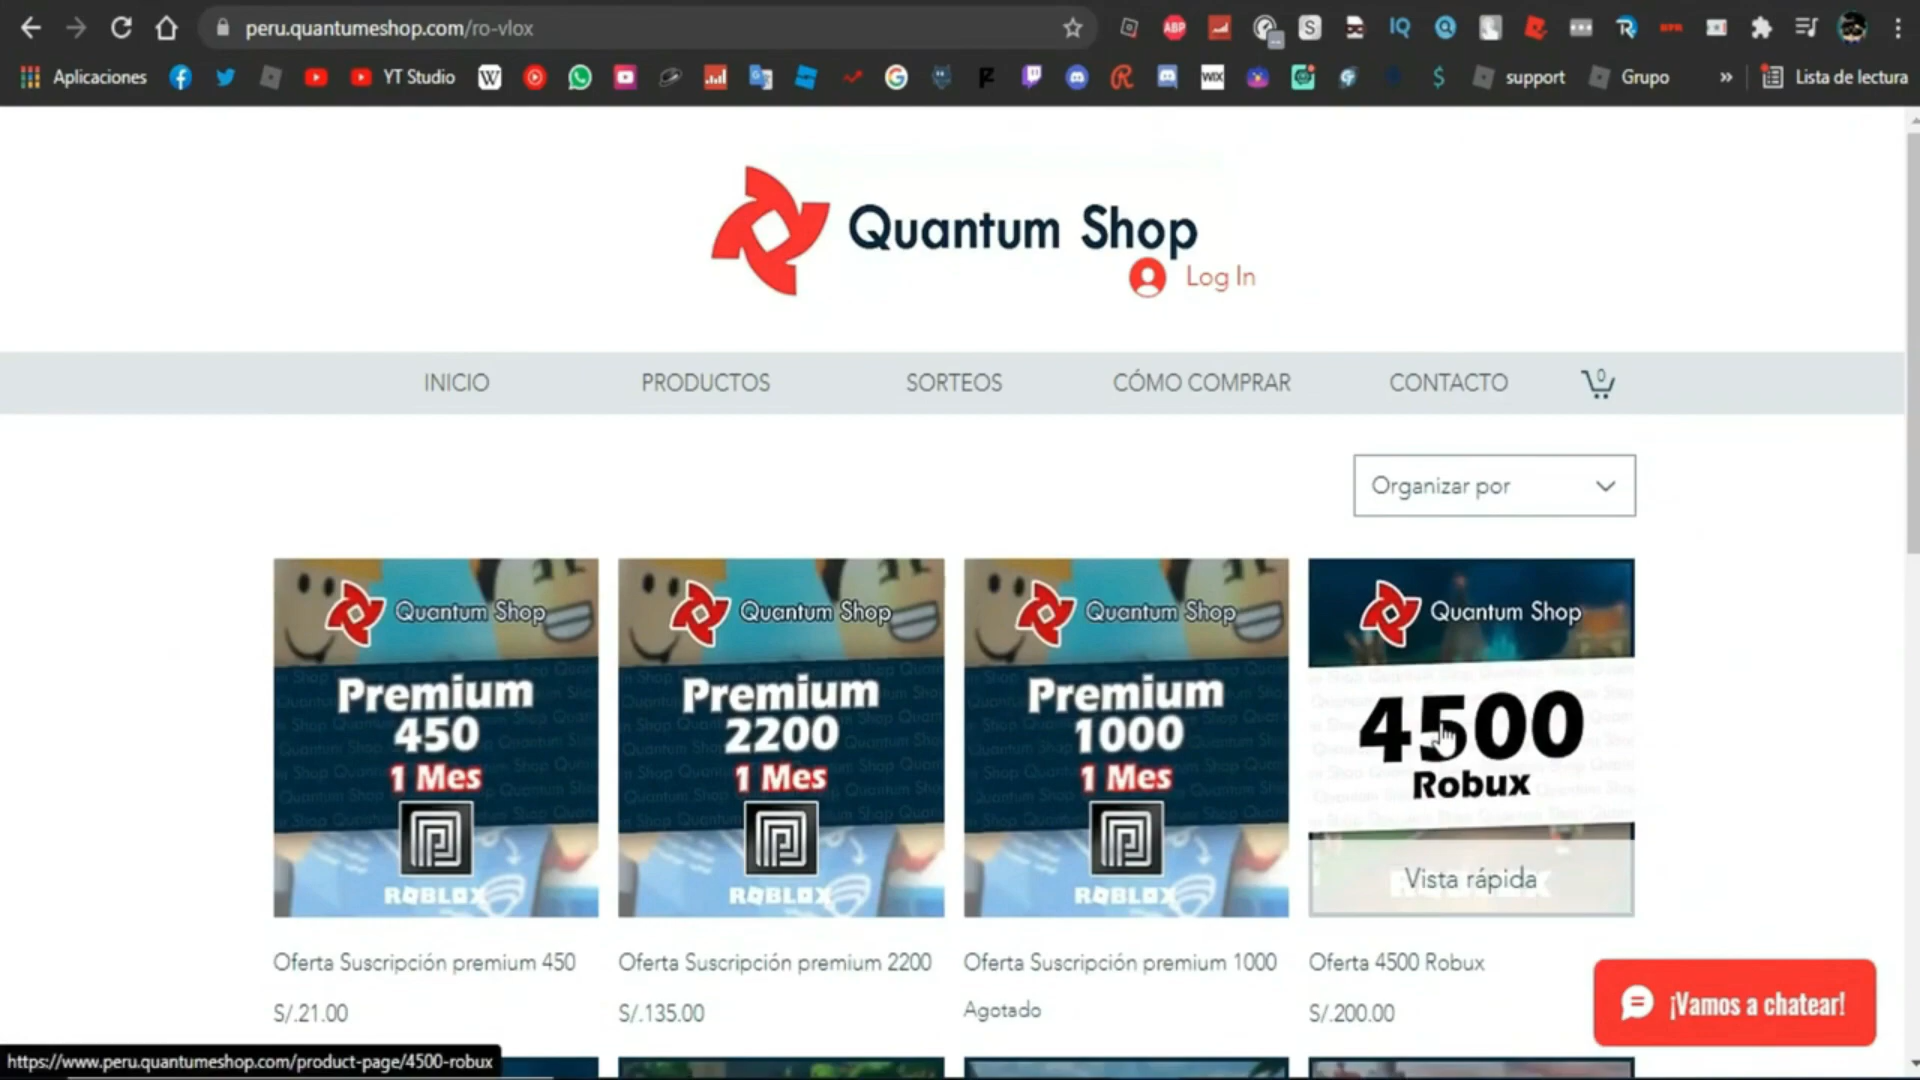 peru.quantumeshop.com/ro-vlox
Aplicaciones
YT Studio
support
Grupo
»
Lista de lectura
Quantum Shop
Log In
INICIO
PRODUCTOS
SORTEOS
CÓMO COMPRAR
CONTACTO
0
Organizar por
Quantum Shop
Premium
450
1 Mes
ROBLOX
Quantum Shop
Premium
2200
1 Mes
ROBLOX
Quantum Shop
Premium
1000
1 Mes
ROBLOX
Quantum Shop
4500
Robux
Vista rápida
Oferta Suscripción premium 450
S/.21.00
Oferta Suscripción premium 2200
S/.135.00
Oferta Suscripción premium 1000
Agotado
Oferta 4500 Robux
S/.200.00
¡Vamos a chatear!
https://www.peru.quantumeshop.com/product-page/4500-robux